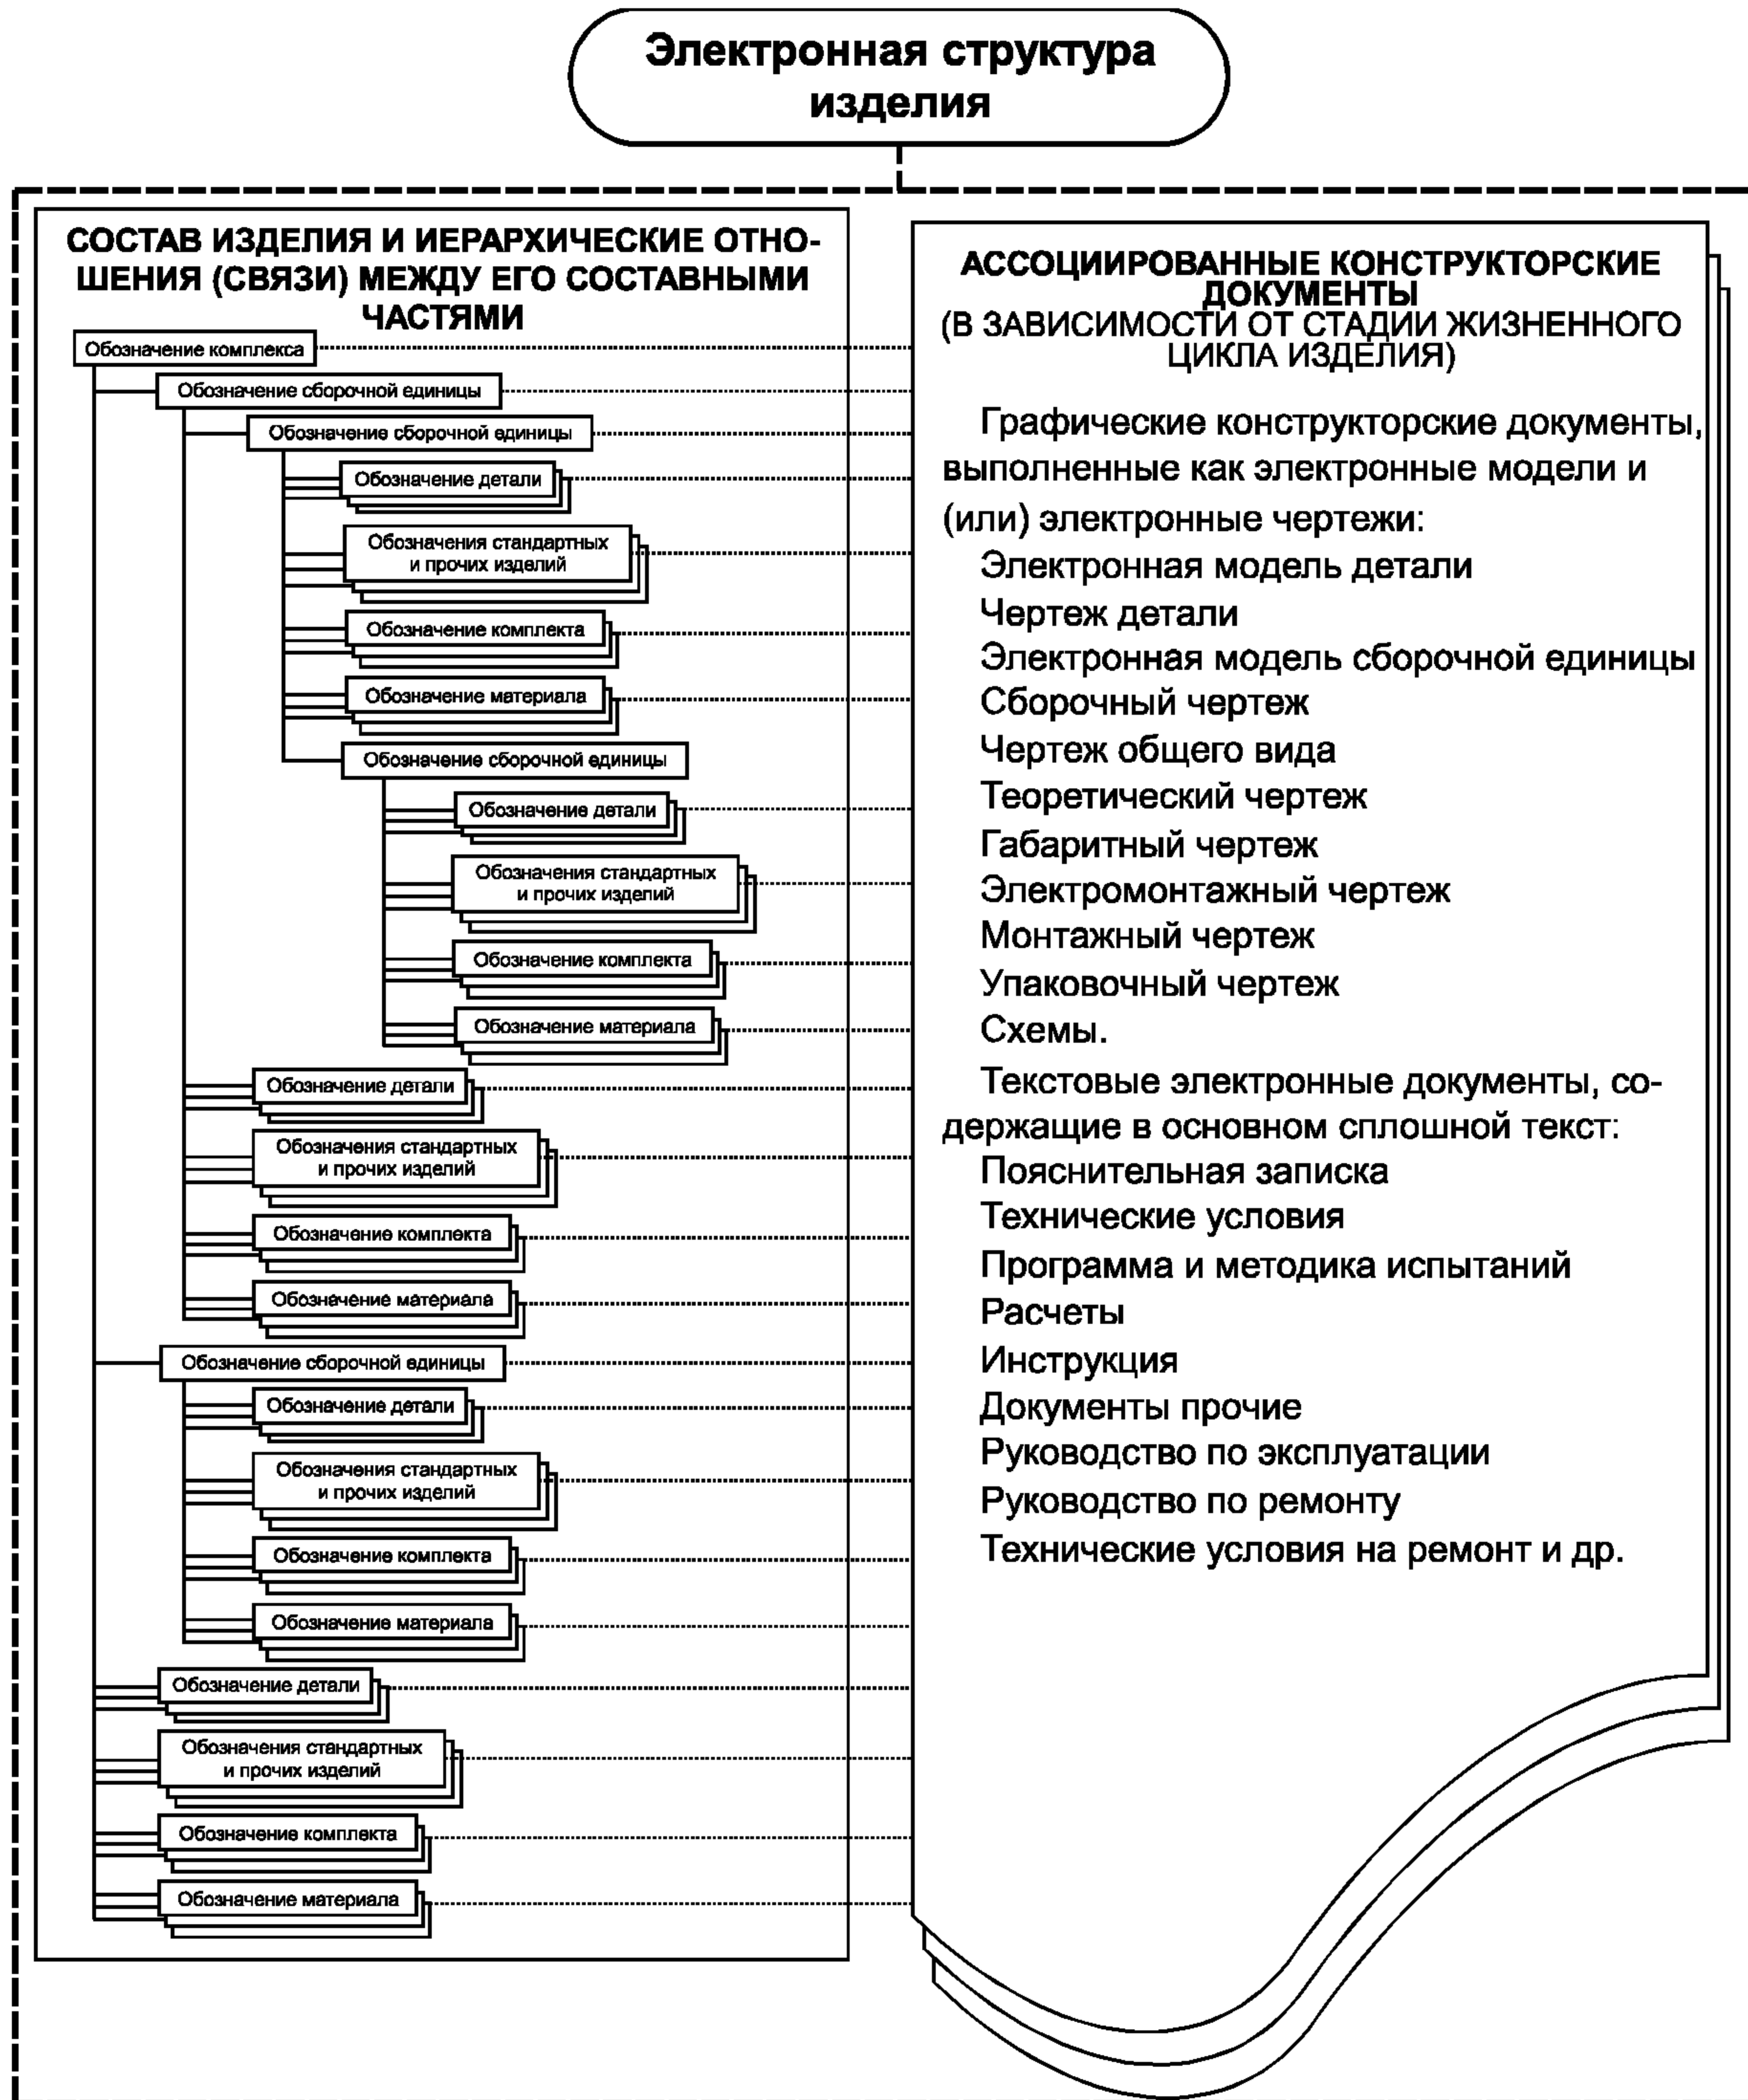 Электронная структура
изделия
СОСТАВ ИЗДЕЛИЯ И ИЕРАРХИЧЕСКИЕ ОТНО-
ШЕНИЯ (СВЯЗИ) МЕЖДУ ЕГО СОСТАВНЫМИ
ЧАСТЯМИ
Обозначение комплекса
Обозначение сборочной единицы
Обозначение сборочной единицы
Обозначение детали
Обозначения стандартных
и прочих изделий
Обозначение комплекта
Обозначение материала
Обозначение сборочной единицы
Обозначение детали
Обозначения стандартных
и прочих изделий
Обозначение комплекта
Обозначение материала
Обозначение детали
Обозначения стандартных
и прочих изделий
Обозначение комплекта
Обозначение материала
Обозначение сборочной единицы
Обозначение детали
Обозначения стандартных
и прочих изделий
Обозначение комплекта
Обозначение материала
Обозначение детали
Обозначения стандартных
и прочих изделий
Обозначение комплекта
Обозначение материала
АССОЦИИРОВАННЫЕ КОНСТРУКТОРСКИЕ
ДОКУМЕНТЫ
(В ЗАВИСИМОСТИ ОТ СТАДИИ ЖИЗНЕННОГО
ЦИКЛА ИЗДЕЛИЯ)
Графические конструкторские документы,
выполненные как электронные модели и
(или) электронные чертежи:
Электронная модель детали
Чертеж детали
Электронная модель сборочной единицы
Сборочный чертеж
Чертеж общего вида
Теоретический чертеж
Габаритный чертеж
Электромонтажный чертеж
Монтажный чертеж
Упаковочный чертеж
Схемы.
Текстовые электронные документы, со-
держащие в основном сплошной текст:
Пояснительная записка
Технические условия
Программа и методика испытаний
Расчеты
Инструкция
Документы прочие
Руководство по эксплуатации
Руководство по ремонту
Технические условия на ремонт и др.